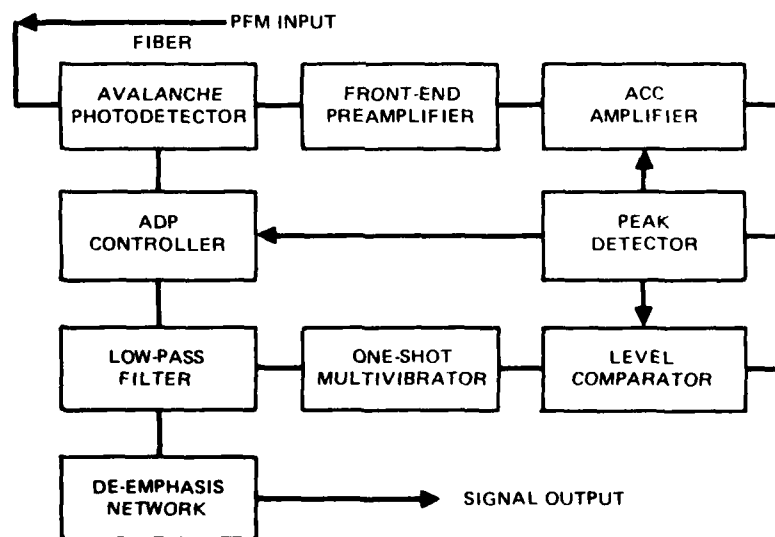 PFM INPUT
FIBER
AVALANCHE
PHOTODETECTOR
FRONT-END
PREAMPLIFIER
ACC
AMPLIFIER
ADP
CONTROLLER
PEAK
DETECTOR
LOW-PASS
FILTER
ONE-SHOT
MULTIVIBRATOR
LEVEL
COMPARATOR
DE-EMPHASIS
NETWORK
SIGNAL OUTPUT